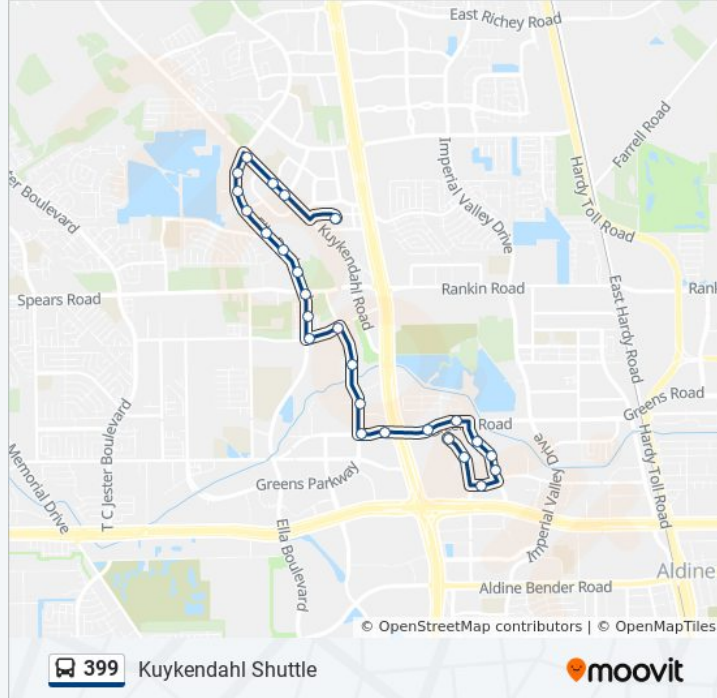 East Richey Road
Farrell Road
Imperial Valley Drive
Hardy Toll Road
ter Boulevard
Kuykendahl Road
Spears Road
Rankin Road
Rank
East Hardy Road
Greens Road
Road
T C Jester Boulevard
Memorial Drive
Greens Parkway
Imperial Valley Drive
Hardy Toll Road
Ella Boulevard
Aldine
Aldine Bender Road
© OpenStreetMap contributors | © OpenMapTiles
399 Kuykendahl Shuttle
moovit